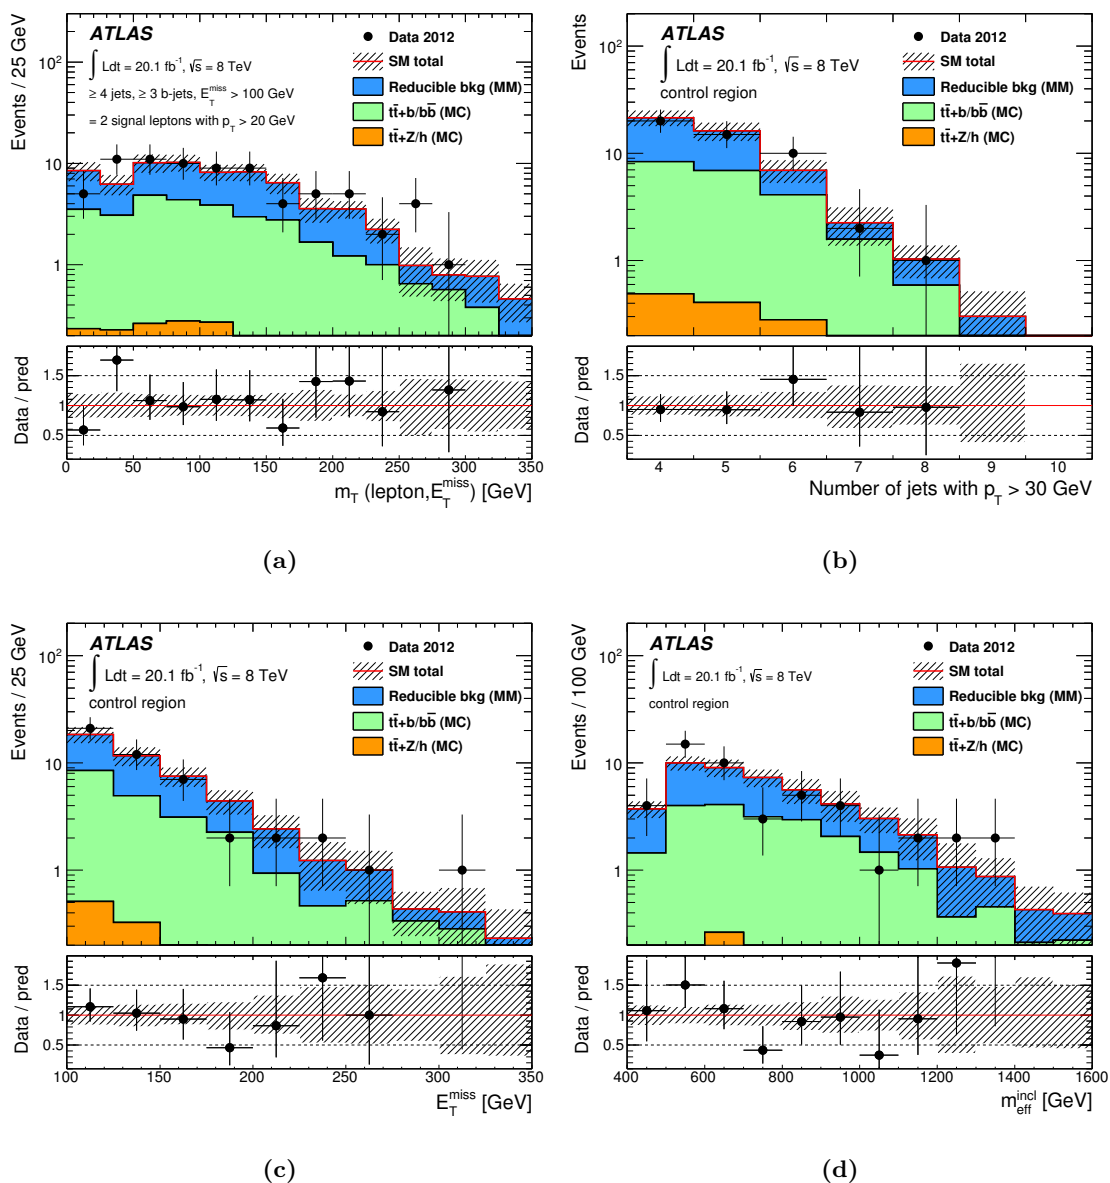 ATLAS
∫ Ldt = 20.1 fb⁻¹, √s = 8 TeV
≥ 4 jets, ≥ 3 b-jets, E_T^miss > 100 GeV
= 2 signal leptons with p_T > 20 GeV
Data 2012
SM total
Reducible bkg (MM)
tt̄+b/bb̄ (MC)
tt̄+Z/h (MC)
Events / 25 GeV
10²
10
1
Data / pred
1.5
1
0.5
0 50 100 150 200 250 300 350
m_T (lepton,E_T^miss) [GeV]
(a)
ATLAS
∫ Ldt = 20.1 fb⁻¹, √s = 8 TeV
control region
Data 2012
SM total
Reducible bkg (MM)
tt̄+b/bb̄ (MC)
tt̄+Z/h (MC)
Events
10²
10
1
Data / pred
1.5
1
0.5
4 5 6 7 8 9 10
Number of jets with p_T > 30 GeV
(b)
ATLAS
∫ Ldt = 20.1 fb⁻¹, √s = 8 TeV
control region
Data 2012
SM total
Reducible bkg (MM)
tt̄+b/bb̄ (MC)
tt̄+Z/h (MC)
Events / 25 GeV
10²
10
1
Data / pred
1.5
1
0.5
100 150 200 250 300 350
E_T^miss [GeV]
(c)
ATLAS
∫ Ldt = 20.1 fb⁻¹, √s = 8 TeV
control region
Data 2012
SM total
Reducible bkg (MM)
tt̄+b/bb̄ (MC)
tt̄+Z/h (MC)
Events / 100 GeV
10²
10
1
Data / pred
1.5
1
0.5
400 600 800 1000 1200 1400 1600
m_eff^incl [GeV]
(d)